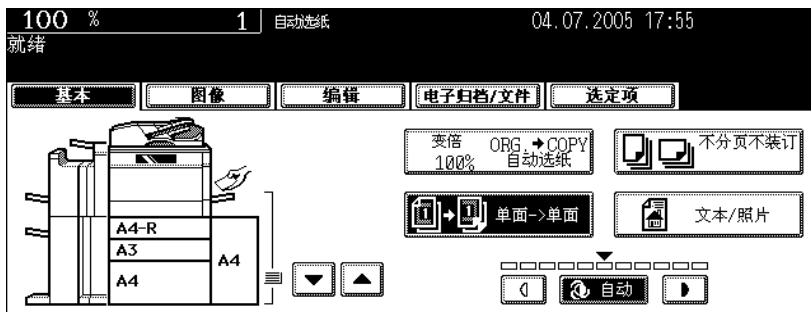 100 % 1 自动选纸 04.07.2005 17:55
就绪
基本 图像 编辑 电子归档/文件 选定项
变倍 ORG.➔COPY
100% 自动选纸
不分页不装订
1➔1 单面->单面
文本/照片
A4-R
A3
A4
A4
自动